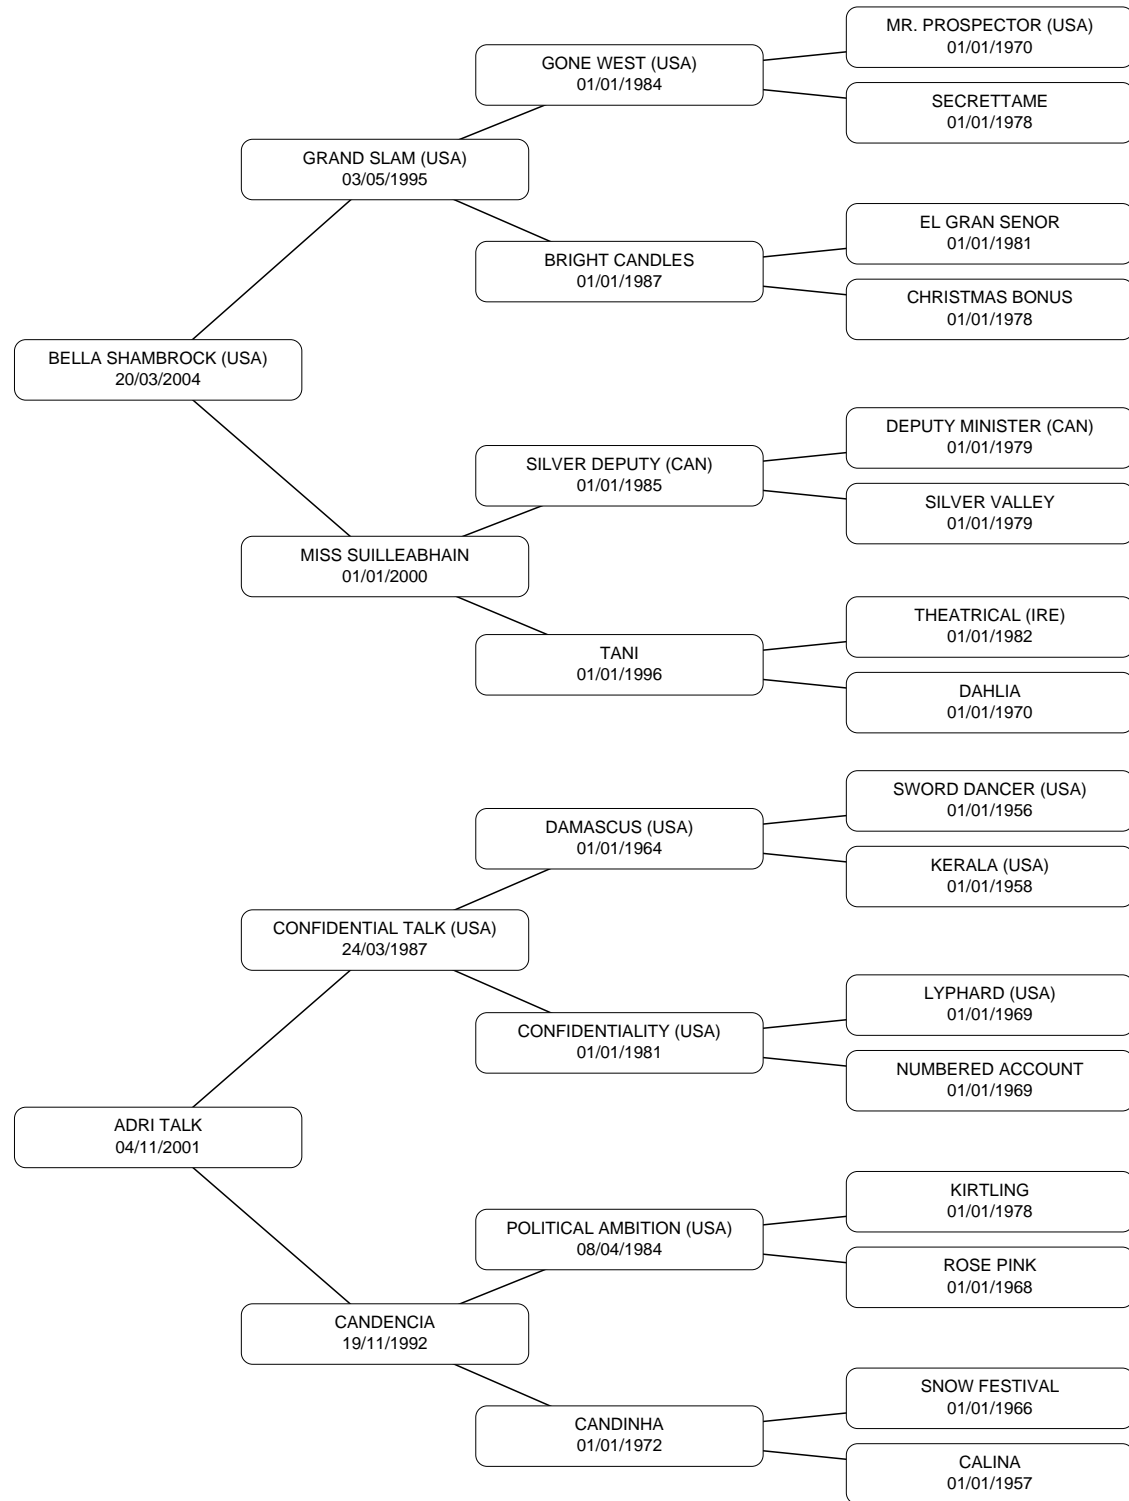 MR. PROSPECTOR (USA)
01/01/1970
GONE WEST (USA)
01/01/1984
SECRETTAME
01/01/1978
GRAND SLAM (USA)
03/05/1995
EL GRAN SENOR
01/01/1981
BRIGHT CANDLES
01/01/1987
CHRISTMAS BONUS
01/01/1978
BELLA SHAMBROCK (USA)
20/03/2004
DEPUTY MINISTER (CAN)
01/01/1979
SILVER DEPUTY (CAN)
01/01/1985
SILVER VALLEY
01/01/1979
MISS SUILLEABHAIN
01/01/2000
THEATRICAL (IRE)
01/01/1982
TANI
01/01/1996
DAHLIA
01/01/1970
SWORD DANCER (USA)
01/01/1956
DAMASCUS (USA)
01/01/1964
KERALA (USA)
01/01/1958
CONFIDENTIAL TALK (USA)
24/03/1987
LYPHARD (USA)
01/01/1969
CONFIDENTIALITY (USA)
01/01/1981
NUMBERED ACCOUNT
01/01/1969
ADRI TALK
04/11/2001
KIRTLING
01/01/1978
POLITICAL AMBITION (USA)
08/04/1984
ROSE PINK
01/01/1968
CANDENCIA
19/11/1992
SNOW FESTIVAL
01/01/1966
CANDINHA
01/01/1972
CALINA
01/01/1957